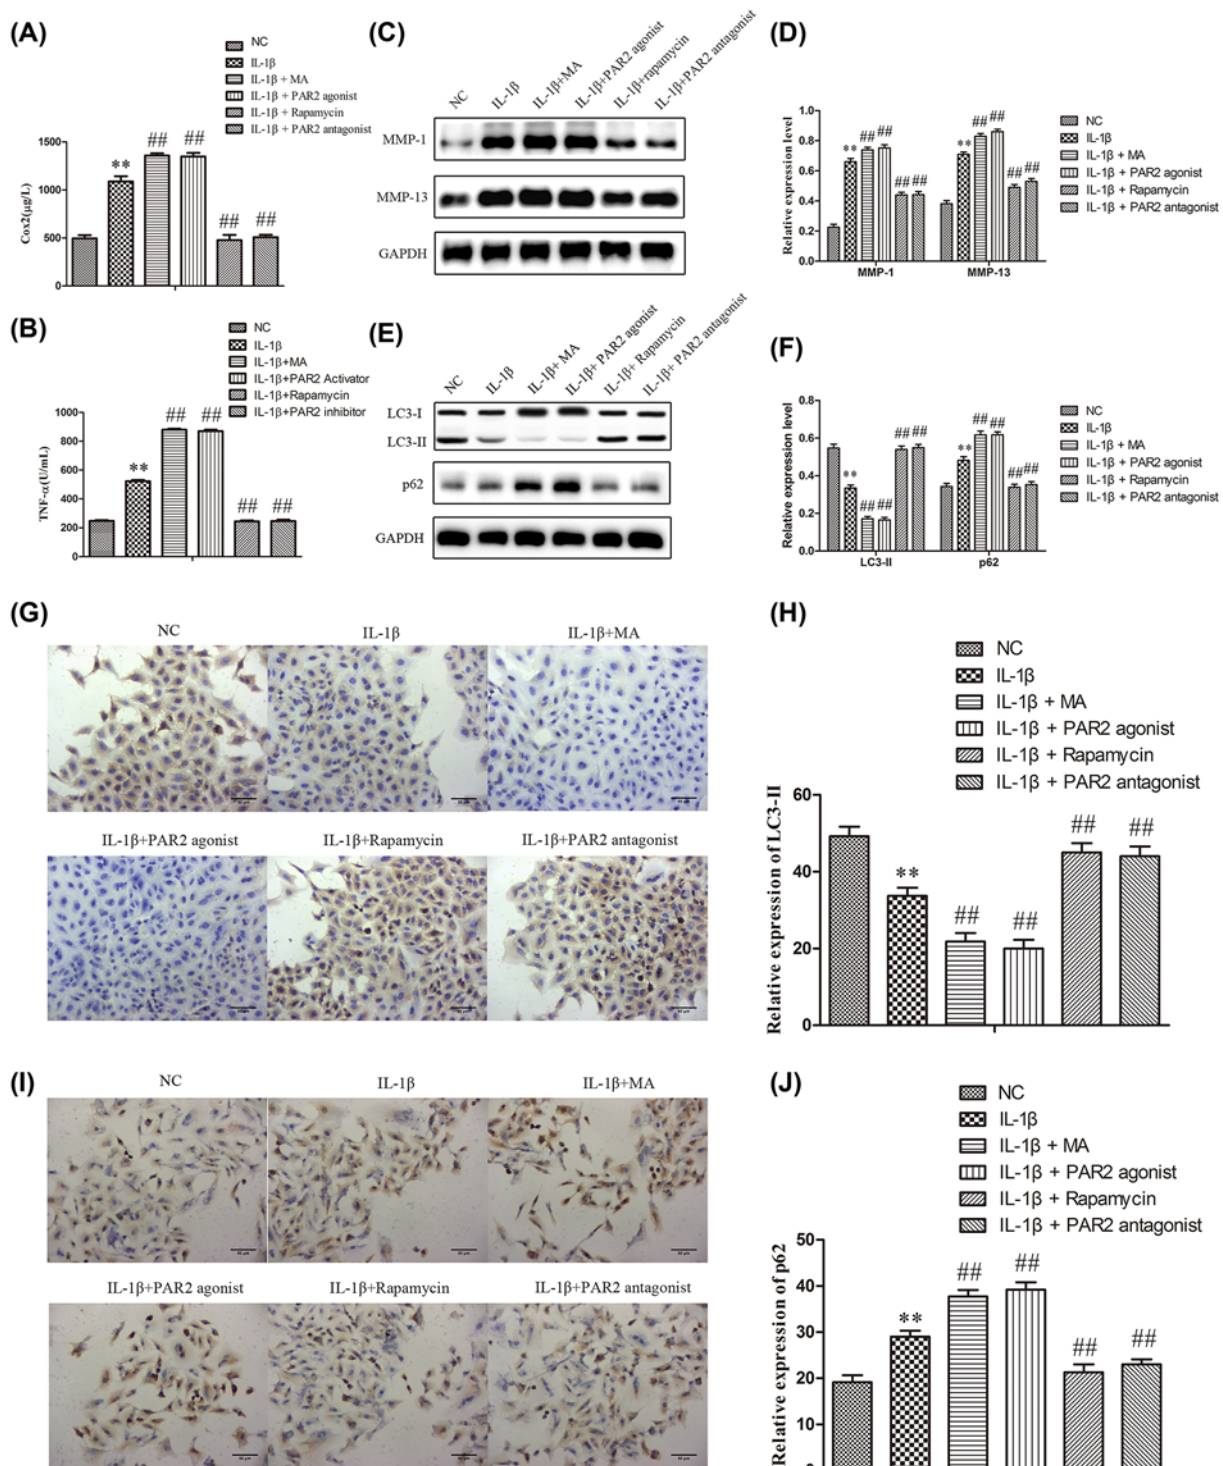 (A)
NC
IL-1β
IL-1β + MA
IL-1β + PAR2 agonist
IL-1β + Rapamycin
IL-1β + PAR2 antagonist
Cox2(μg/L)
1500
1000
500
0
**
##
##
##
##
(B)
NC
IL-1β
IL-1β+MA
IL-1β+PAR2 Activator
IL-1β+Rapamycin
IL-1β+PAR2 inhibitor
TNF-α(U/mL)
1000
800
600
400
200
0
**
##
##
##
##
(C)
NC
IL-1β
IL-1β+MA
IL-1β+PAR2 agonist
IL-1β+rapamycin
IL-1β+PAR2 antagonist
MMP-1
MMP-13
GAPDH
(D)
Relative expression level
1.0
0.8
0.6
0.4
0.2
0.0
**
##
##
##
##
**
##
##
##
##
MMP-1
MMP-13
NC
IL-1β
IL-1β + MA
IL-1β + PAR2 agonist
IL-1β + Rapamycin
IL-1β + PAR2 antagonist
(E)
NC
IL-1β
IL-1β+ MA
IL-1β+ PAR2 agonist
IL-1β+ Rapamycin
IL-1β+ PAR2 antagonist
LC3-I
LC3-II
p62
GAPDH
(F)
Relative expression level
0.8
0.6
0.4
0.2
0.0
**
##
##
##
##
**
##
##
##
##
LC3-II
p62
NC
IL-1β
IL-1β + MA
IL-1β + PAR2 agonist
IL-1β + Rapamycin
IL-1β + PAR2 antagonist
(G)
NC
IL-1β
IL-1β+MA
IL-1β+PAR2 agonist
IL-1β+Rapamycin
IL-1β+PAR2 antagonist
(H)
NC
IL-1β
IL-1β + MA
IL-1β + PAR2 agonist
IL-1β + Rapamycin
IL-1β + PAR2 antagonist
Relative expression of LC3-II
60
40
20
0
**
##
##
##
##
(I)
NC
IL-1β
IL-1β+MA
IL-1β+PAR2 agonist
IL-1β+Rapamycin
IL-1β+PAR2 antagonist
(J)
NC
IL-1β
IL-1β + MA
IL-1β + PAR2 agonist
IL-1β + Rapamycin
IL-1β + PAR2 antagonist
Relative expression of p62
50
40
30
20
10
**
##
##
##
##